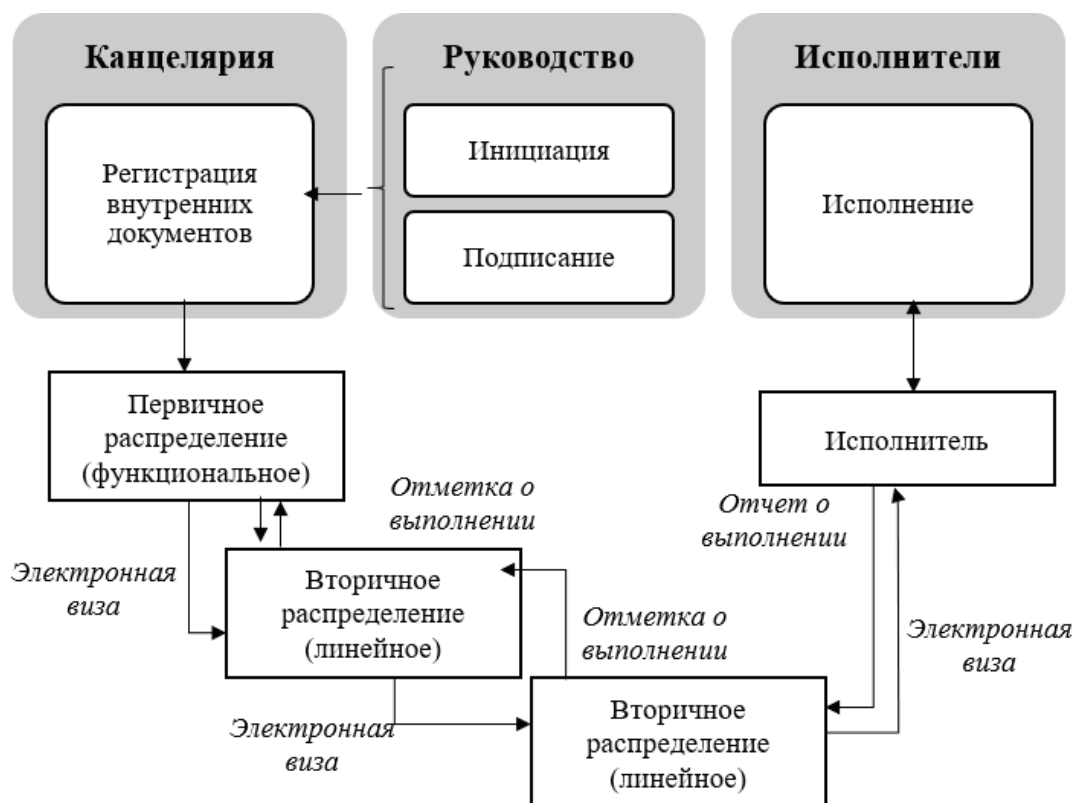 Канцелярия
Регистрация
внутренних
документов
Руководство
Инициация
Подписание
Исполнители
Исполнение
Первичное
распределение
(функциональное)
Исполнитель
Отметка о
выполнении
Отчет о
выполнении
Электронная
виза
Вторичное
распределение
(линейное)
Отметка о
выполнении
Электронная
виза
Электронная
виза
Вторичное
распределение
(линейное)